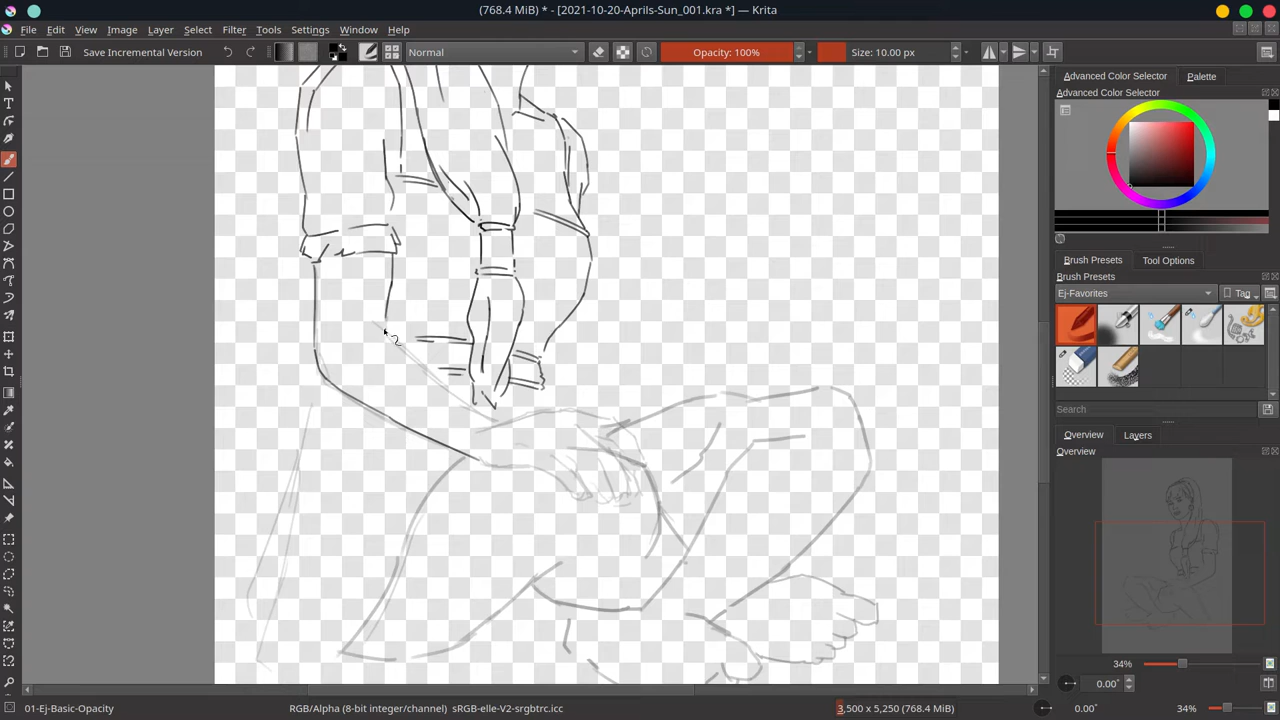 (768.4 MiB) * - [2021-10-20-Aprils-Sun_001.kra *] — Krita
File Edit View Image Layer Select Filter Tools Settings Window Help
Save Incremental Version Normal Opacity: 100% Size: 10.00 px
Advanced Color Selector Palette
Advanced Color Selector
Brush Presets Tool Options
Brush Presets
Ej-Favorites Tag
Search
Overview Layers
Overview
34%
0.00°
01-Ej-Basic-Opacity RGB/Alpha (8-bit integer/channel) sRGB-elle-V2-srgbtrc.icc 3,500 x 5,250 (768.4 MiB) 0.00° 34%